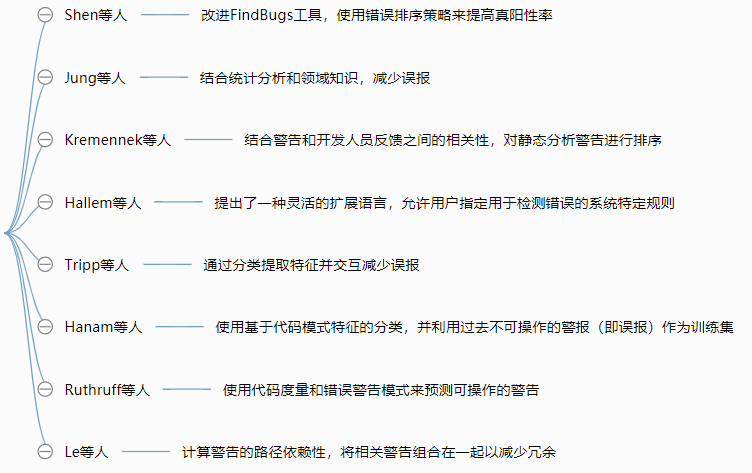 Shen等人 改进FindBugs工具，使用错误排序策略来提高真阳性率
Jung等人 结合统计分析和领域知识，减少误报
Kremennek等人 结合警告和开发人员反馈之间的相关性，对静态分析警告进行排序
Hallem等人 提出了一种灵活的扩展语言，允许用户指定用于检测错误的系统特定规则
Tripp等人 通过分类提取特征并交互减少误报
Hanam等人 使用基于代码模式特征的分类，并利用过去不可操作的警报（即误报）作为训练集
Ruthruff等人 使用代码度量和错误警告模式来预测可操作的警告
Le等人 计算警告的路径依赖性，将相关警告组合在一起以减少冗余